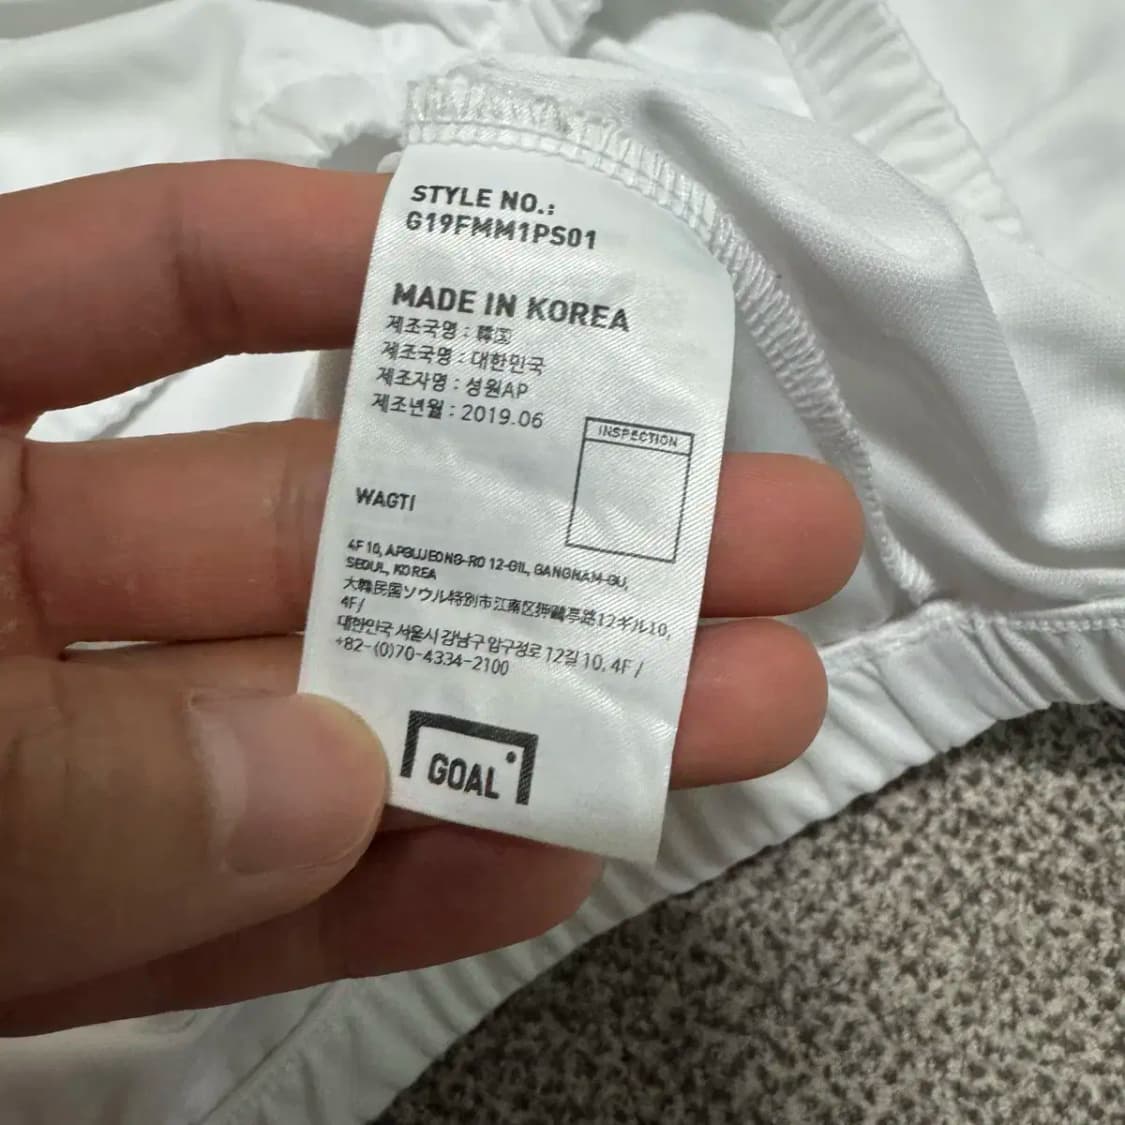 STYLE NO.:
G19FMM1PS01
MADE IN KOREA
제조국명 : 韓国
제조국명 : 대한민국
제조자명 : 성원AP
제조년월 : 2019.06
INSPECTION
WAGTI
4F 10, APGUJEONG-RO 12-GIL, GANGNAM-GU,
SEOUL, KOREA
大韓民国ソウル特別市江南区狎鷗亭路12ギル10,
4F /
대한민국 서울시 강남구 압구정로 12길 10, 4F /
+82-(0)70-4334-2100
GOAL